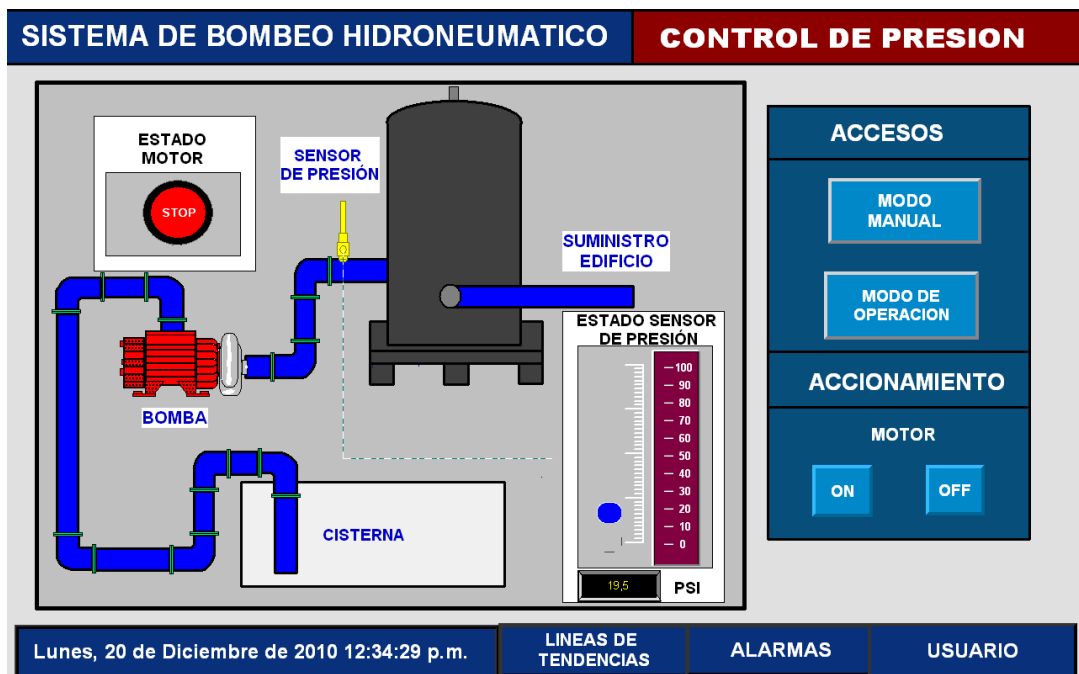 SISTEMA DE BOMBEO HIDRONEUMATICO
CONTROL DE PRESION
ESTADO
MOTOR
STOP
SENSOR
DE PRESIÓN
SUMINISTRO
EDIFICIO
BOMBA
CISTERNA
ESTADO SENSOR
DE PRESIÓN
100
90
80
70
60
50
40
30
20
10
0
19,5
PSI
ACCESOS
MODO
MANUAL
MODO DE
OPERACION
ACCIONAMIENTO
MOTOR
ON
OFF
Lunes, 20 de Diciembre de 2010 12:34:29 p.m.
LINEAS DE
TENDENCIAS
ALARMAS
USUARIO